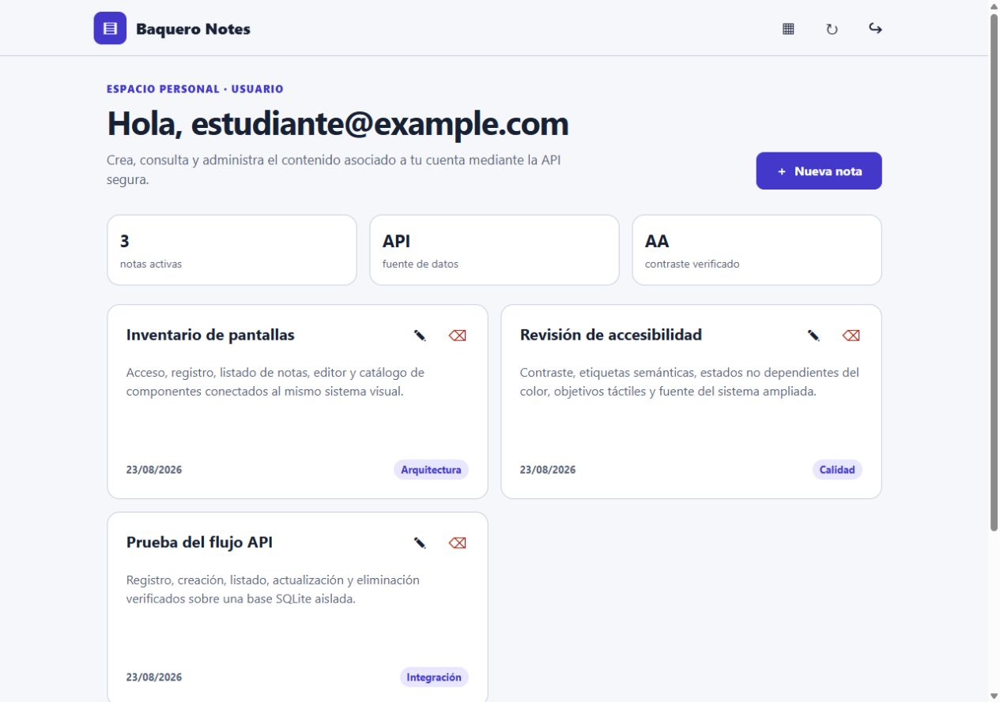 Baquero Notes
ESPACIO PERSONAL · USUARIO
Hola, estudiante@example.com
Crea, consulta y administra el contenido asociado a tu cuenta mediante la API
segura.
+ Nueva nota
3
notas activas
API
fuente de datos
AA
contraste verificado
Inventario de pantallas
Acceso, registro, listado de notas, editor y catálogo de
componentes conectados al mismo sistema visual.
23/08/2026
Arquitectura
Revisión de accesibilidad
Contraste, etiquetas semánticas, estados no dependientes del
color, objetivos táctiles y fuente del sistema ampliada.
23/08/2026
Calidad
Prueba del flujo API
Registro, creación, listado, actualización y eliminación
verificados sobre una base SQLite aislada.
23/08/2026
Integración